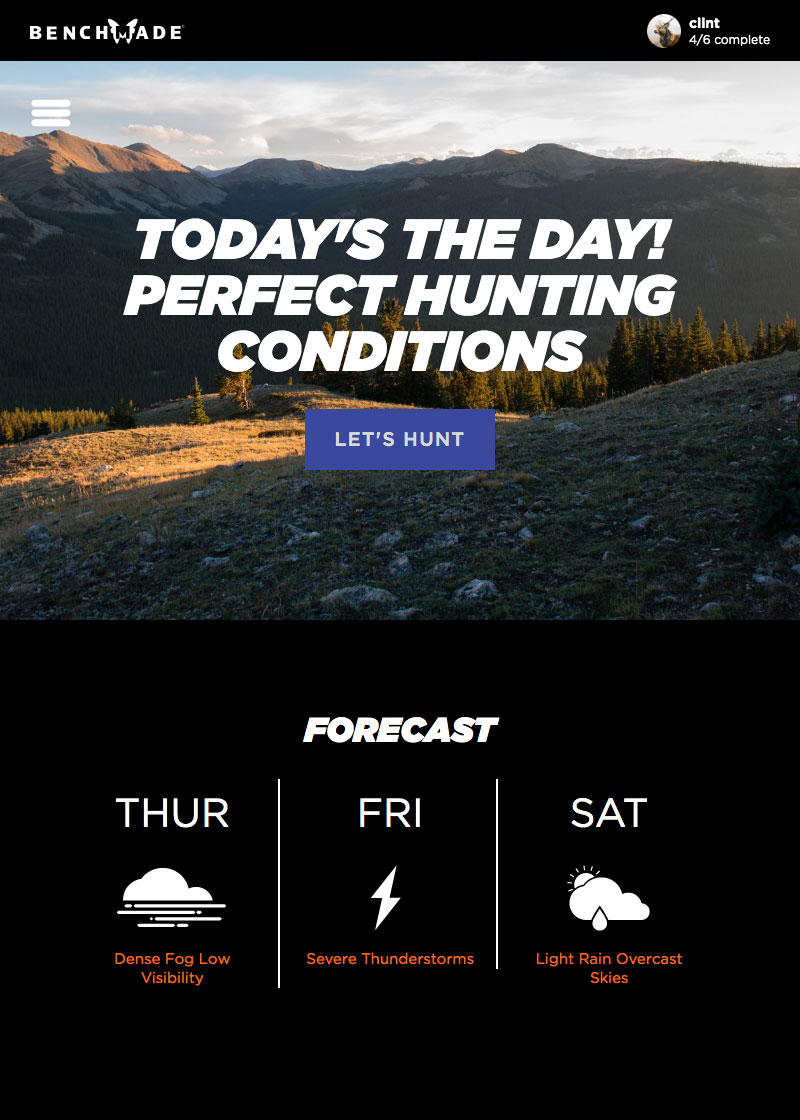 BENCHMADE
clint
4/6 complete
TODAY'S THE DAY!
PERFECT HUNTING
CONDITIONS
LET'S HUNT
FORECAST
THUR
FRI
SAT
Dense Fog Low
Visibility
Severe Thunderstorms
Light Rain Overcast
Skies